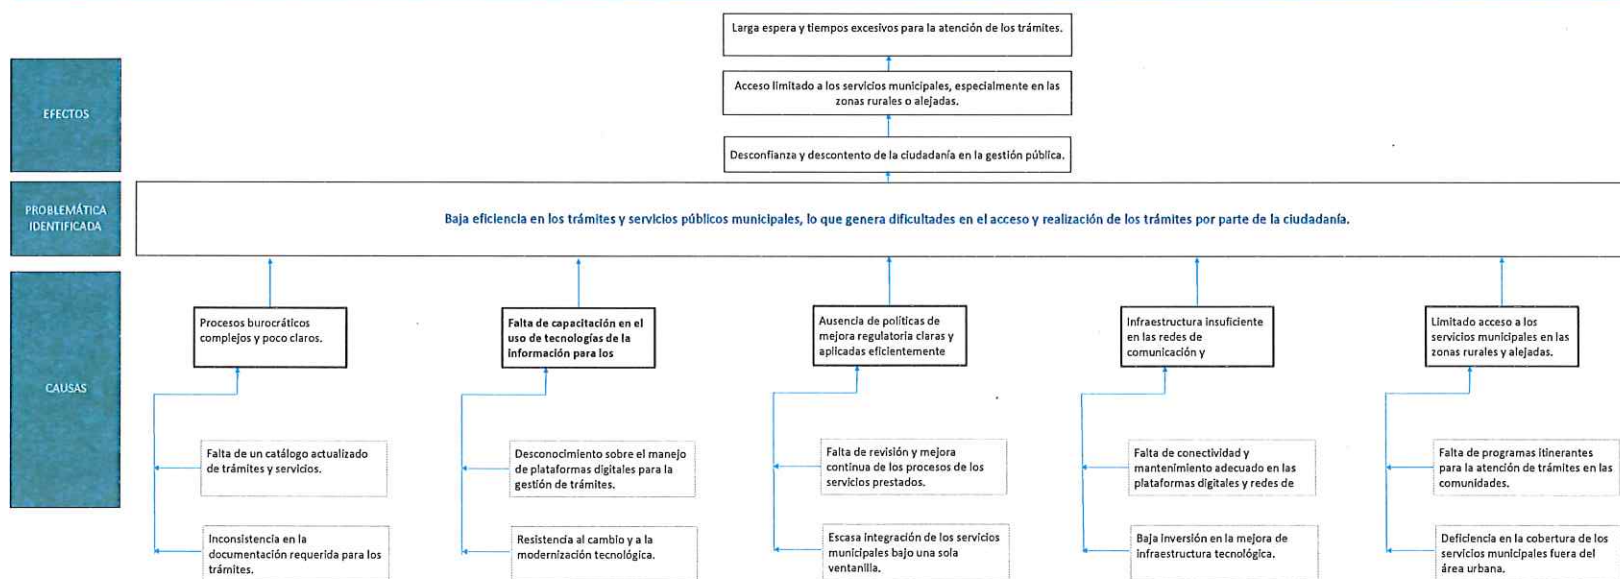 Larga espera y tiempos excesivos para la atención de los trámites.
EFECTOS
Acceso limitado a los servicios municipales, especialmente en las
zonas rurales o alejadas.
Desconfianza y descontento de la ciudadanía en la gestión pública.
PROBLEMÁTICA
IDENTIFICADA
Baja eficiencia en los trámites y servicios públicos municipales, lo que genera dificultades en el acceso y realización de los trámites por parte de la ciudadanía.
CAUSAS
Procesos burocráticos
complejos y poco claros.
Falta de capacitación en el
uso de tecnologías de la
información para los
Ausencia de políticas de
mejora regulatoria claras y
aplicadas eficientemente
Infraestructura insuficiente
en las redes de
comunicación y
Limitado acceso a los
servicios municipales en las
zonas rurales y alejadas.
Falta de un catálogo actualizado
de trámites y servicios.
Desconocimiento sobre el manejo
de plataformas digitales para la
gestión de trámites.
Falta de revisión y mejora
continua de los procesos de los
servicios prestados.
Falta de conectividad y
mantenimiento adecuado en las
plataformas digitales y redes de
Falta de programas itinerantes
para la atención de trámites en las
comunidades.
Inconsistencia en la
documentación requerida para los
trámites.
Resistencia al cambio y a la
modernización tecnológica.
Escasa integración de los servicios
municipales bajo una sola
ventanilla.
Baja inversión en la mejora de
infraestructura tecnológica.
Deficiencia en la cobertura de los
servicios municipales fuera del
área urbana.